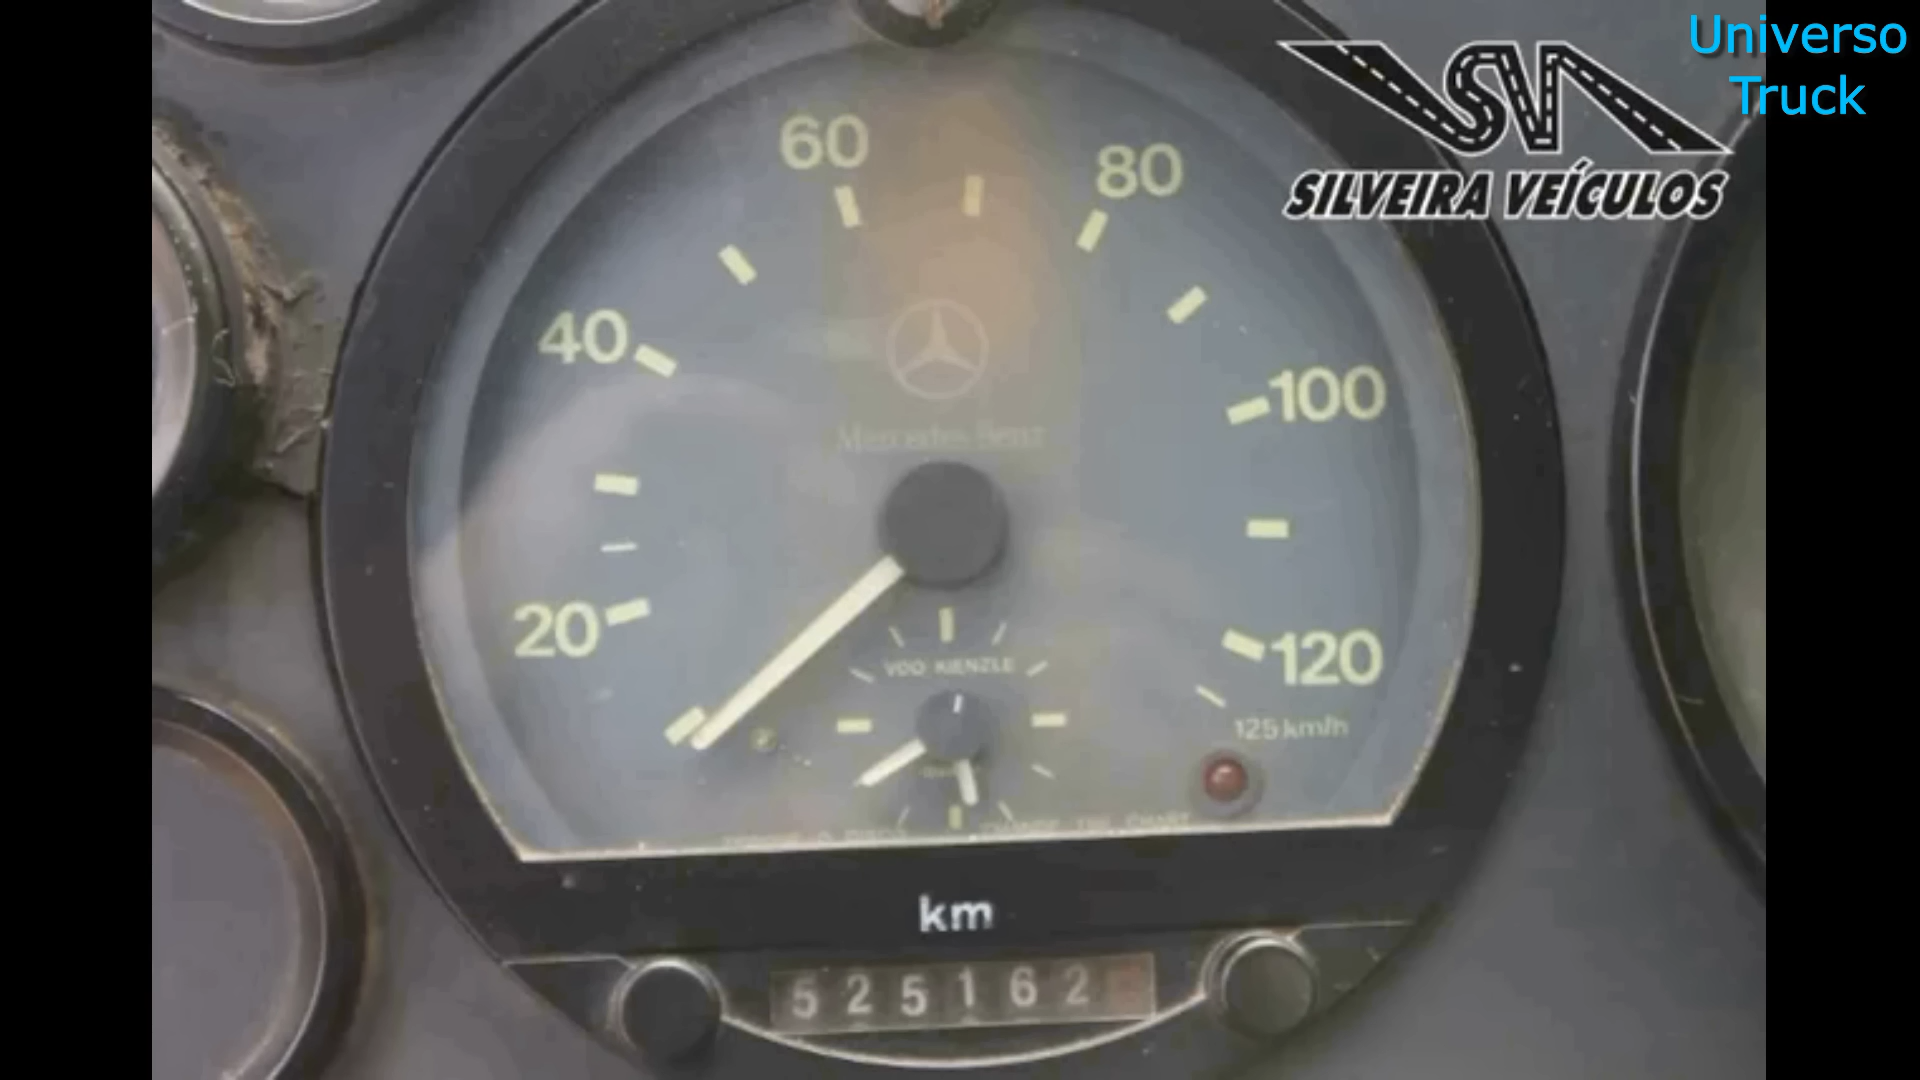 Universo
Truck
SILVEIRA VEÍCULOS
60
80
40
100
Mercedes-Benz
20
VDO KIENZLE
120
125 km/h
km
525162